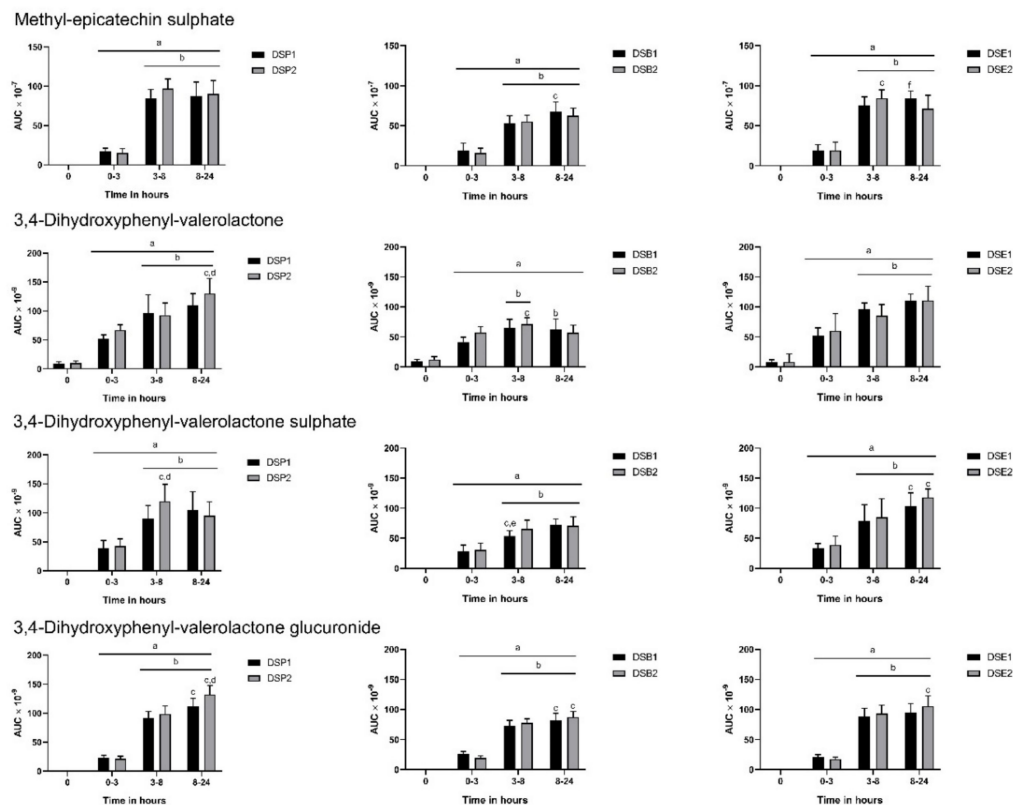 Methyl-epicatechin sulphate
AUC × 10⁻⁷
150
100
50
0
a
b
DSP1
DSP2
0
0-3
3-8
8-24
Time in hours
AUC × 10⁻⁷
150
100
50
0
a
b
c
DSB1
DSB2
0
0-3
3-8
8-24
Time in hours
AUC × 10⁻⁷
150
100
50
0
a
b
c
f
DSE1
DSE2
0
0-3
3-8
8-24
Time in hours
3,4-Dihydroxyphenyl-valerolactone
AUC × 10⁻⁹
200
150
100
50
0
a
b
c,d
DSP1
DSP2
0
0-3
3-8
8-24
Time in hours
AUC × 10⁻⁹
200
150
100
50
0
a
b
c
b
DSB1
DSB2
0
0-3
3-8
8-24
Time in hours
AUC × 10⁻⁹
200
150
100
50
0
a
b
DSE1
DSE2
0
0-3
3-8
8-24
Time in hours
3,4-Dihydroxyphenyl-valerolactone sulphate
AUC × 10⁻⁹
200
150
100
50
0
a
b
c,d
DSP1
DSP2
0
0-3
3-8
8-24
Time in hours
AUC × 10⁻⁹
200
150
100
50
0
a
b
c,e
DSB1
DSB2
0
0-3
3-8
8-24
Time in hours
AUC × 10⁻⁹
200
150
100
50
0
a
b
c
c
DSE1
DSE2
0
0-3
3-8
8-24
Time in hours
3,4-Dihydroxyphenyl-valerolactone glucuronide
AUC × 10⁻⁹
200
150
100
50
0
a
b
c
c,d
DSP1
DSP2
0
0-3
3-8
8-24
Time in hours
AUC × 10⁻⁹
200
150
100
50
0
a
b
c
c
DSB1
DSB2
0
0-3
3-8
8-24
Time in hours
AUC × 10⁻⁹
200
150
100
50
0
a
b
c
DSE1
DSE2
0
0-3
3-8
8-24
Time in hours